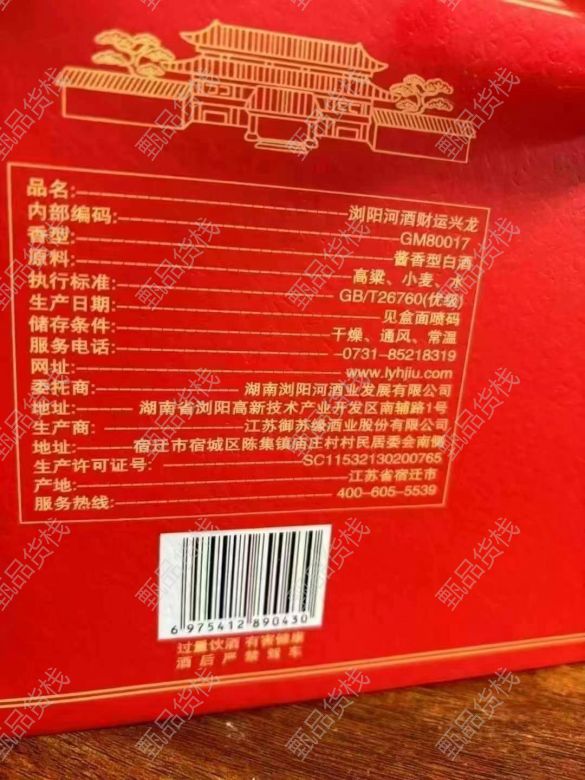 品名: 浏阳河酒财运兴龙
内部编码: GM80017
香型: 酱香型白酒
原料: 高粱、小麦、水
执行标准: GB/T26760(优级)
生产日期: 见盒面喷码
储存条件: 干燥、通风、常温
服务电话: 0731-85218319
网址: www.lyhjiu.com
委托商: 湖南浏阳河酒业发展有限公司
地址: 湖南省浏阳高新技术产业开发区南辅路1号
生产商: 江苏御苏缘酒业股份有限公司
地址: 宿迁市宿城区陈集镇庙庄村村民居委会南侧
生产许可证号: SC11532130200765
产地: 江苏省宿迁市
服务热线: 400-605-5539
6 975412 890430
过量饮酒 有害健康
酒后严禁驾车
甄品货栈